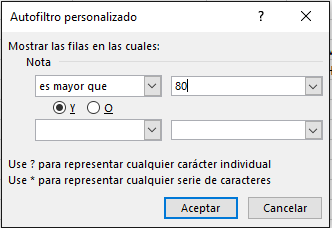 Autofiltro personalizado
Mostrar las filas en las cuales:
Nota
es mayor que 80
Y O
Use ? para representar cualquier carácter individual
Use * para representar cualquier serie de caracteres
Aceptar Cancelar